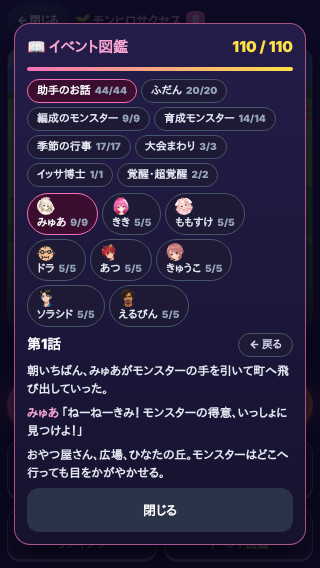 ← 閉じる 🌱 モンヒロサクセス β
📖 イベント図鑑 110 / 110
助手のお話 44/44 ふだん 20/20
編成のモンスター 9/9 育成モンスター 14/14
季節の行事 17/17 大会まわり 3/3
イッサ博士 1/1 覚醒・超覚醒 2/2
みゅあ 9/9 きき 5/5 ももすけ 5/5
ドラ 5/5 あつ 5/5 きゅうこ 5/5
ソラシド 5/5 えるびん 5/5
第1話 ← 戻る
朝いちばん、みゅあがモンスターの手を引いて町へ飛
び出していった。
みゅあ「ねーねーきみ! モンスターの得意、いっしょに
見つけよ!」
おやつ屋さん、広場、ひなたの丘。モンスターはどこへ
行っても目をかがやかせる。
閉じる